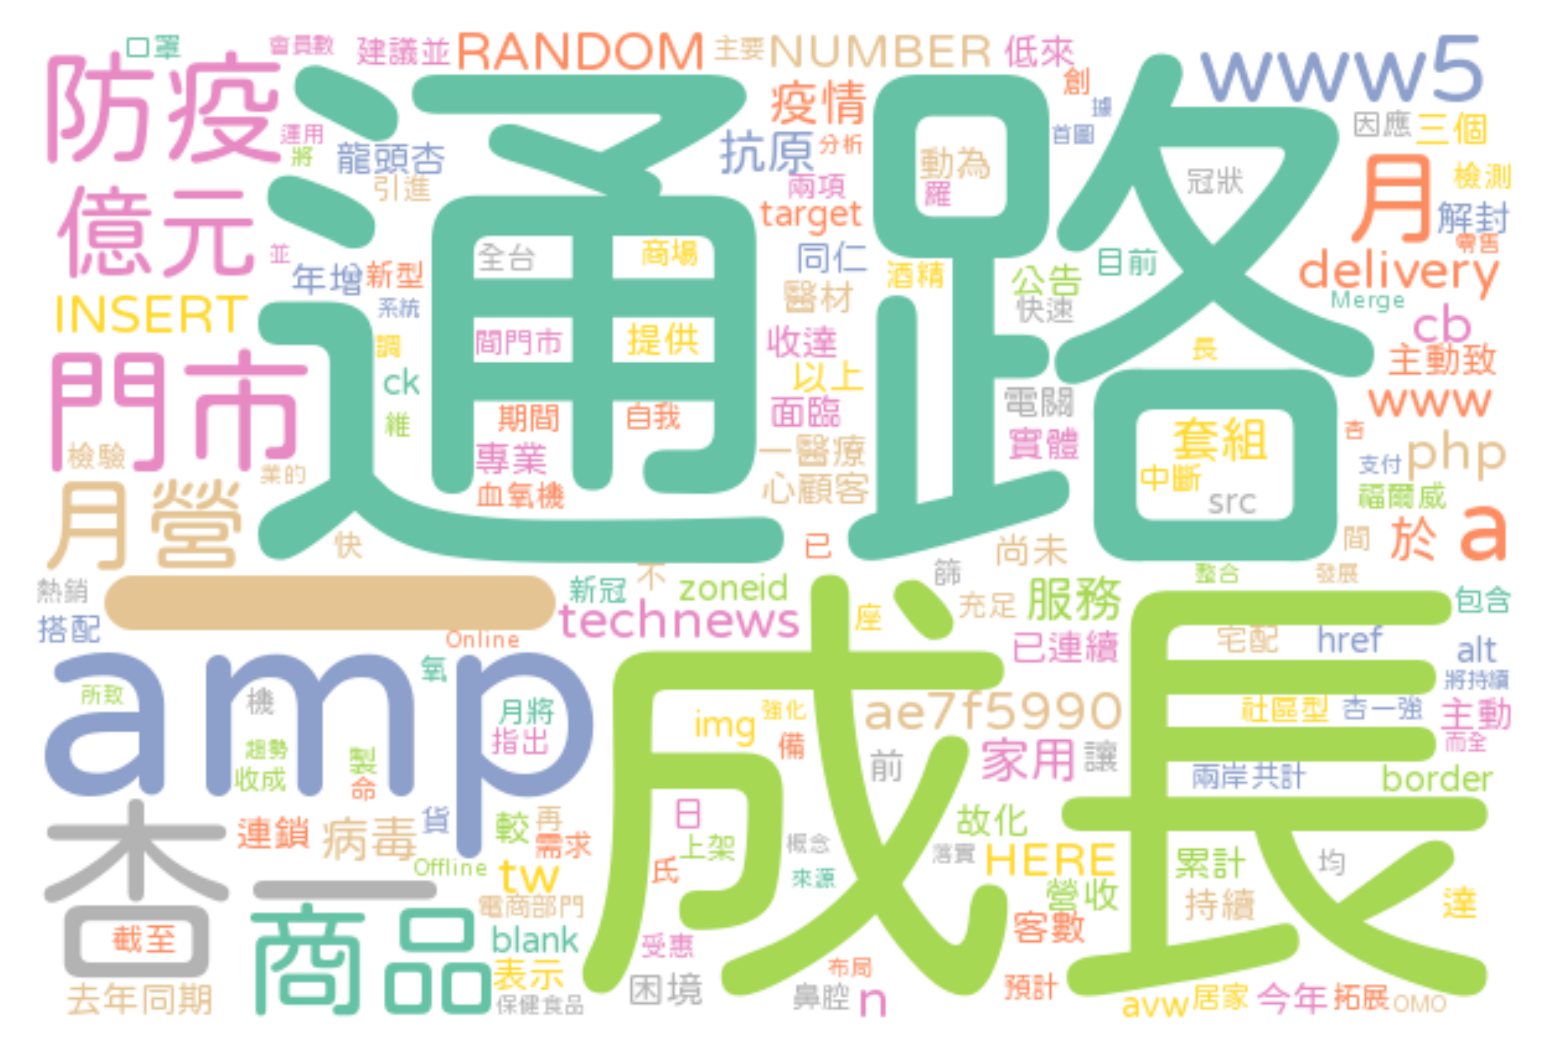 口罩
會員數
建議並
RANDOM
主要
NUMBER
低來
www5
防疫
通路
疫情
創
據
首圖
因應
三個
運用
將
龍頭杏
引進
抗原
分析
兩項
動為
羅
冠狀
月
檢測
解封
零售
億元
並
年增
新型
系統
全台
商場
target
同仁
酒精
公告
目前
delivery
Merge
INSERT
調
ck
維
間門市
提供
醫材
收達
以上
快速
長
cb
主動致
www
門市
檢驗
業的
期間
自我
面臨
電關
實體
套組
杏
支付
php
專業
血氧機
一醫療
心顧客
中斷
src
福爾威
月營
快
已
尚未
間
於
a
熱銷
搭配
一
新冠
不
zoneid
篩
充足
服務
整合
發展
包含
technews
Online
座
已連續
宅配
href
alt
將持續
amp
所致
機
氧
月將
指出
成長
img
強化
備
ae7f5990
社區型
杏一強
主動
而全
趨勢
收成
製
命
前
家用
讓
兩岸共計
border
杏一
連鎖
病毒
貨
較
再
需求
日
上架
氏
概念
來源
故化
落實
HERE
累計
均
Offline
tw
營收
持續
達
截至
商品
電商部門
blank
表示
保健食品
受惠
困境
布局
鼻腔
n
客數
預計
去年同期
avw
居家
今年
拓展
OMO